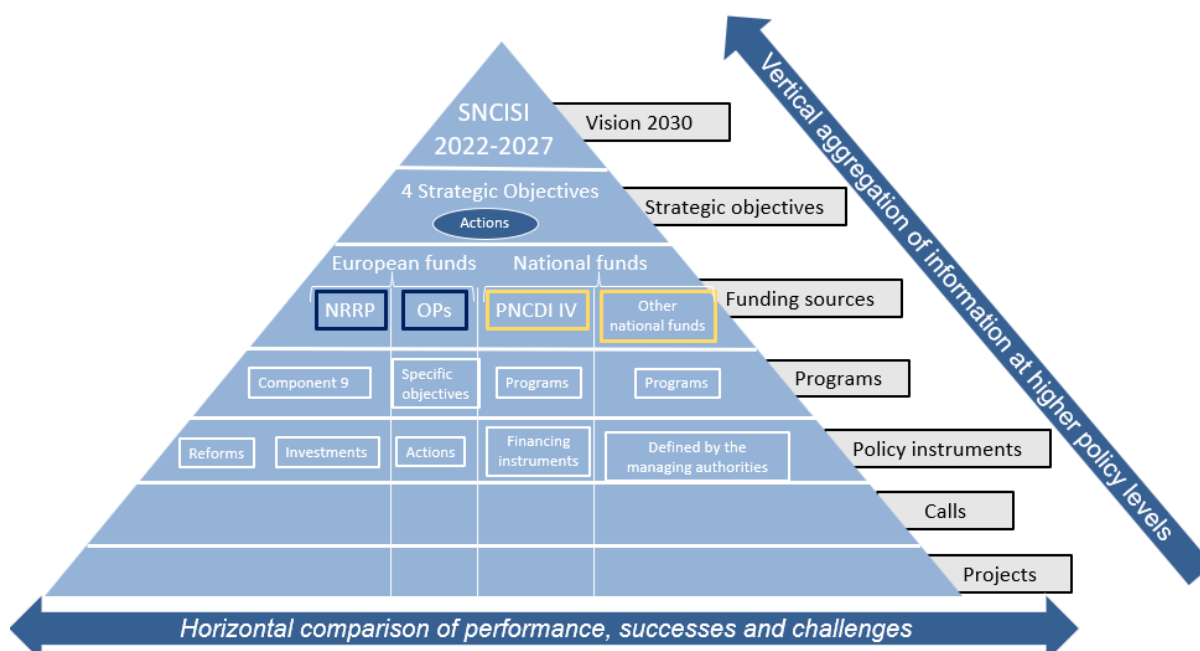 SNCISI
2022-2027
Vision 2030
4 Strategic Objectives
Actions
Strategic objectives
European funds
National funds
NRRP
OPs
PNCDI IV
Other
national funds
Funding sources
Component 9
Specific
objectives
Programs
Programs
Programs
Reforms
Investments
Actions
Financing
instruments
Defined by the
managing authorities
Policy instruments
Calls
Projects
Vertical aggregation of information at higher policy levels
Horizontal comparison of performance, successes and challenges